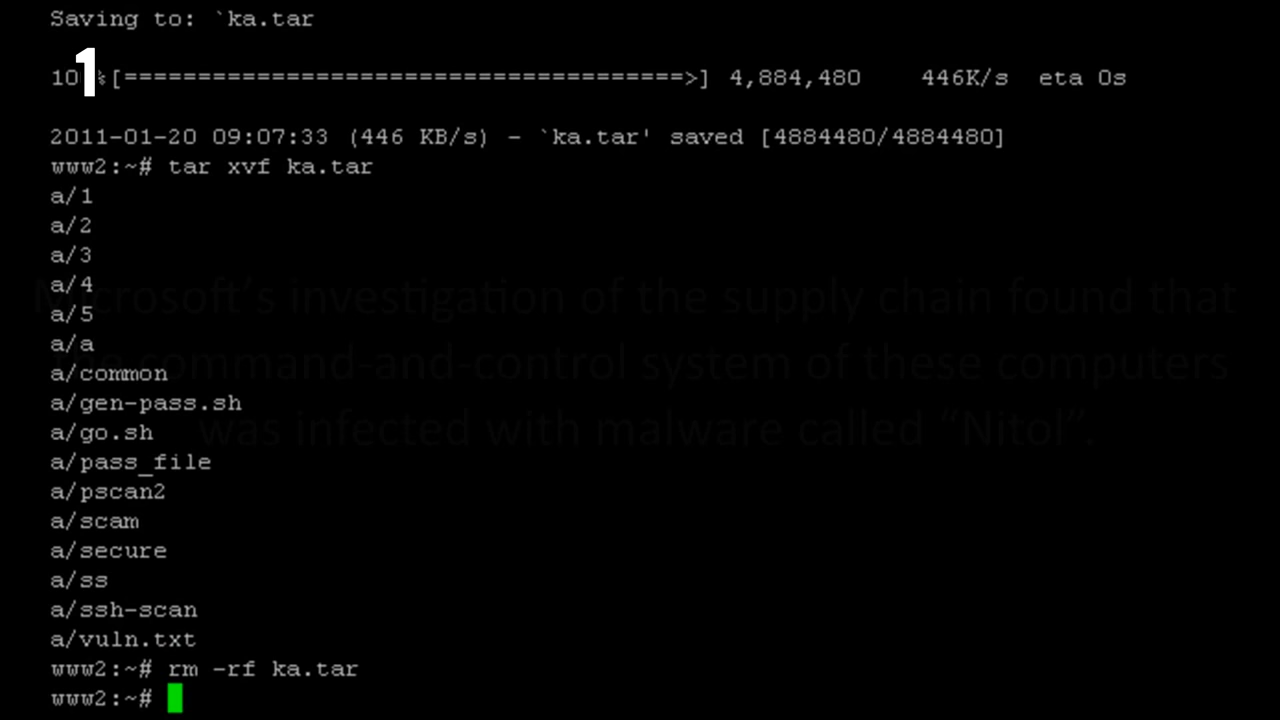 Saving to: `ka.tar
1
10 %[======================================>] 4,884,480 446K/s eta 0s
2011-01-20 09:07:33 (446 KB/s) - `ka.tar' saved [4884480/4884480]
www2:~# tar xvf ka.tar
a/1
a/2
a/3
a/4
Microsoft's investigation of the supply chain found that
a/5
a/a
command-and-control system of these computers
a/common
a/gen-pass.sh
a/go.sh
was infected with malware called “Nitol”.
a/pass_file
a/pscan2
a/scam
a/secure
a/ss
a/ssh-scan
a/vuln.txt
www2:~# rm -rf ka.tar
www2:~#